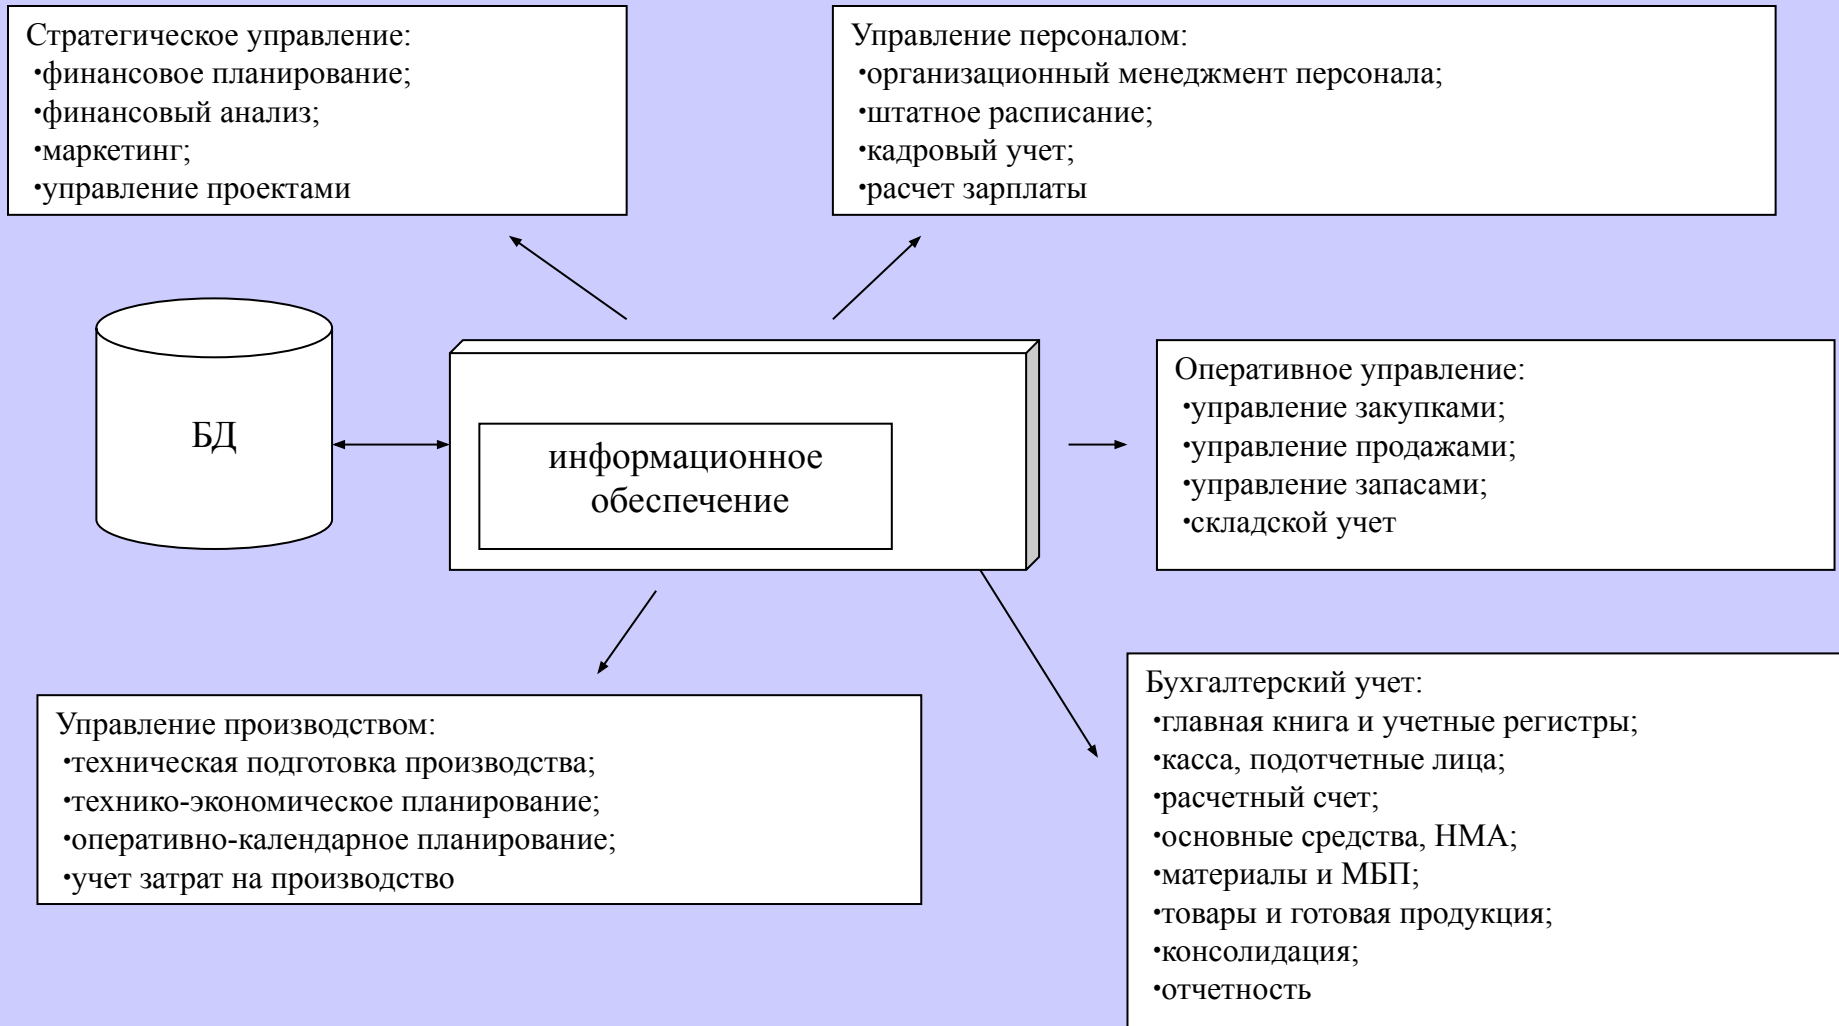 Стратегическое управление:
•финансовое планирование;
•финансовый анализ;
•маркетинг;
•управление проектами
Управление персоналом:
•организационный менеджмент персонала;
•штатное расписание;
•кадровый учет;
•расчет зарплаты
БД
информационное
обеспечение
Оперативное управление:
•управление закупками;
•управление продажами;
•управление запасами;
•складской учет
Управление производством:
•техническая подготовка производства;
•технико-экономическое планирование;
•оперативно-календарное планирование;
•учет затрат на производство
Бухгалтерский учет:
•главная книга и учетные регистры;
•касса, подотчетные лица;
•расчетный счет;
•основные средства, НМА;
•материалы и МБП;
•товары и готовая продукция;
•консолидация;
•отчетность